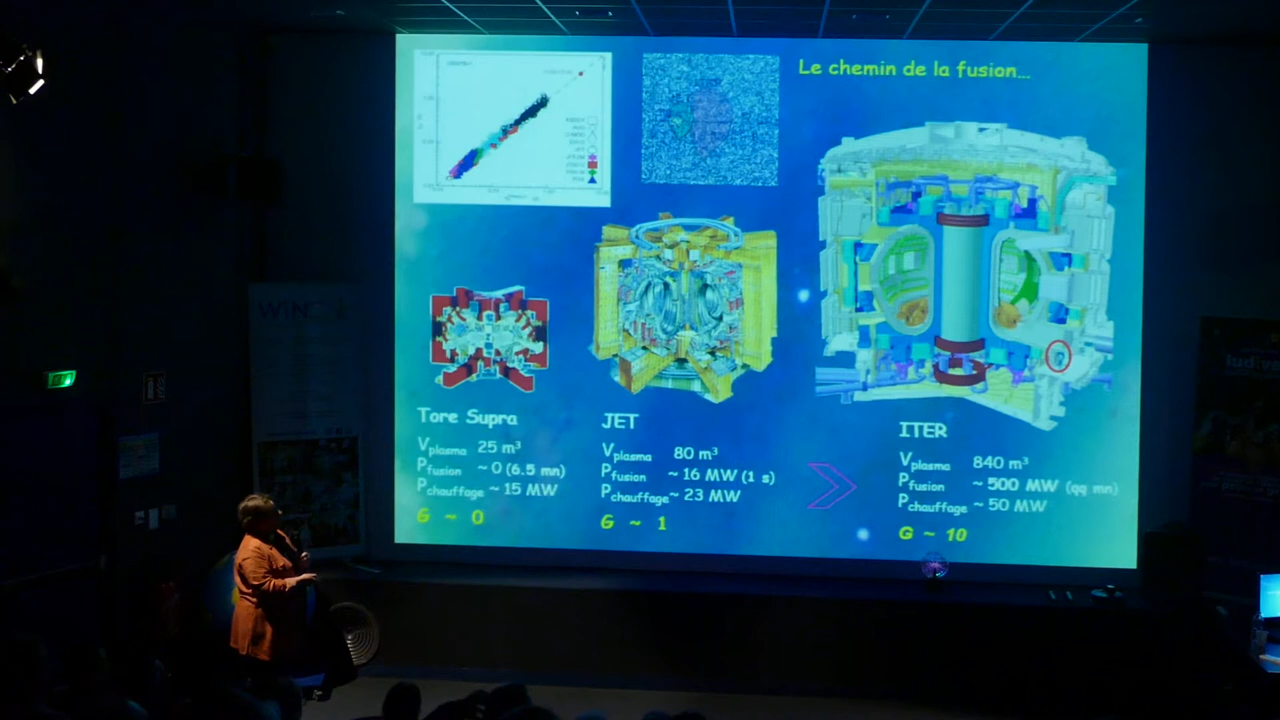 Le chemin de la fusion...
Tore Supra
Vplasma 25 m³
Pfusion ~ 0 (6.5 mn)
Pchauffage ~ 15 MW
G ~ 0
JET
Vplasma 80 m³
Pfusion ~ 16 MW (1 s)
Pchauffage ~ 23 MW
G ~ 1
ITER
Vplasma 840 m³
Pfusion ~ 500 MW (qq mn)
Pchauffage ~ 50 MW
G ~ 10